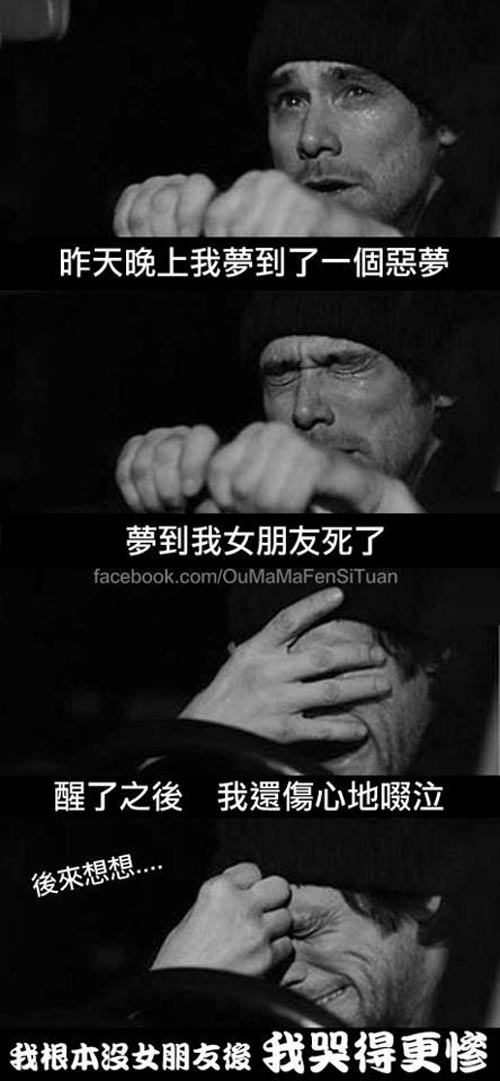 昨天晚上我夢到了一個惡夢
夢到我女朋友死了
facebook.com/OuMaMaFenSiTuan
醒了之後 我還傷心地啜泣
後來想想....
我根本沒女朋友後 我哭得更慘